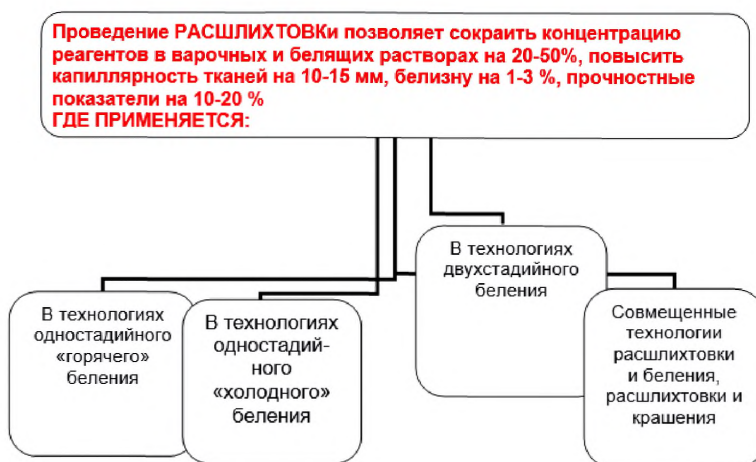 Проведение РАСШЛИХТОВКи позволяет сокраить концентрацию
реагентов в варочных и белящих растворах на 20-50%, повысить
капиллярность тканей на 10-15 мм, белизну на 1-3 %, прочностные
показатели на 10-20 %
ГДЕ ПРИМЕНЯЕТСЯ:
В технологиях
одностадийного
«горячего»
беления
В технологиях
одностадий-
ного
«холодного»
беления
В технологиях
двухстадийного
беления
Совмещенные
технологии
расшлихтовки
и беления,
расшлихтовки и
крашения